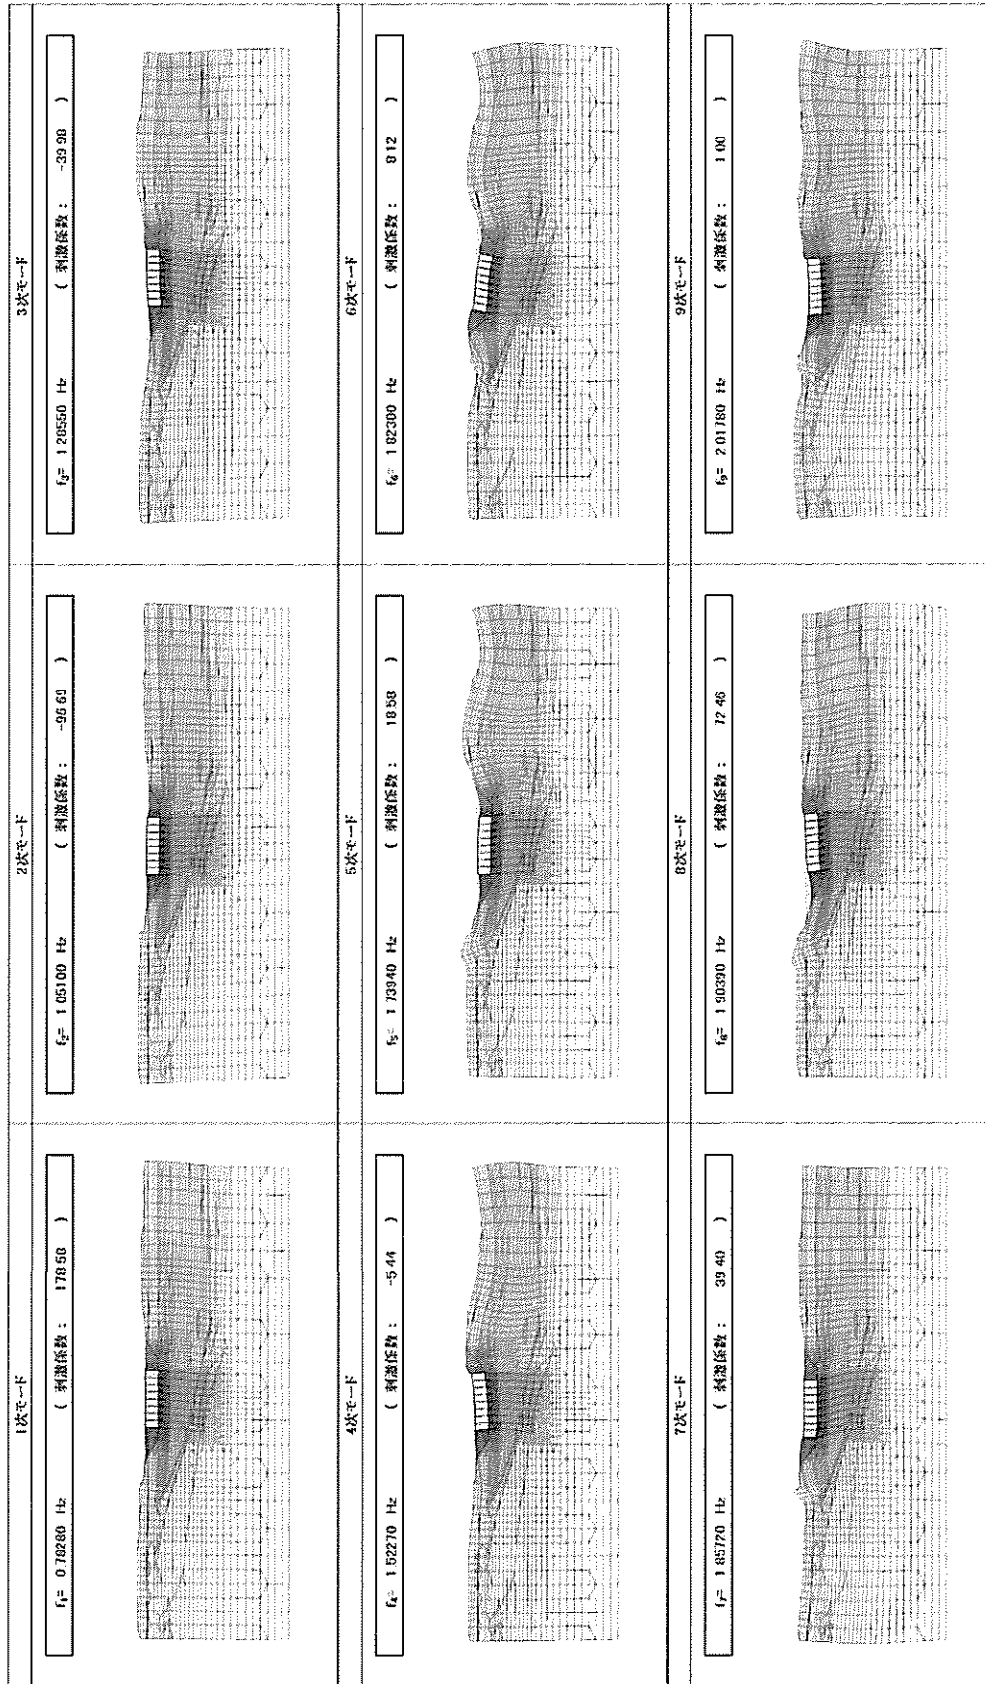 1次モード
f₁= 0.78280 Hz ( 刺激係数: 178.50 )
2次モード
f₂= 1.05100 Hz ( 刺激係数: -95.60 )
3次モード
f₃= 1.28550 Hz ( 刺激係数: -39.98 )
4次モード
f₄= 1.52270 Hz ( 刺激係数: -5.44 )
5次モード
f₅= 1.73940 Hz ( 刺激係数: 18.58 )
6次モード
f₆= 1.82300 Hz ( 刺激係数: 8.12 )
7次モード
f₇= 1.85720 Hz ( 刺激係数: 39.40 )
8次モード
f₈= 1.90390 Hz ( 刺激係数: 72.46 )
9次モード
f₉= 2.01780 Hz ( 刺激係数: 1.00 )